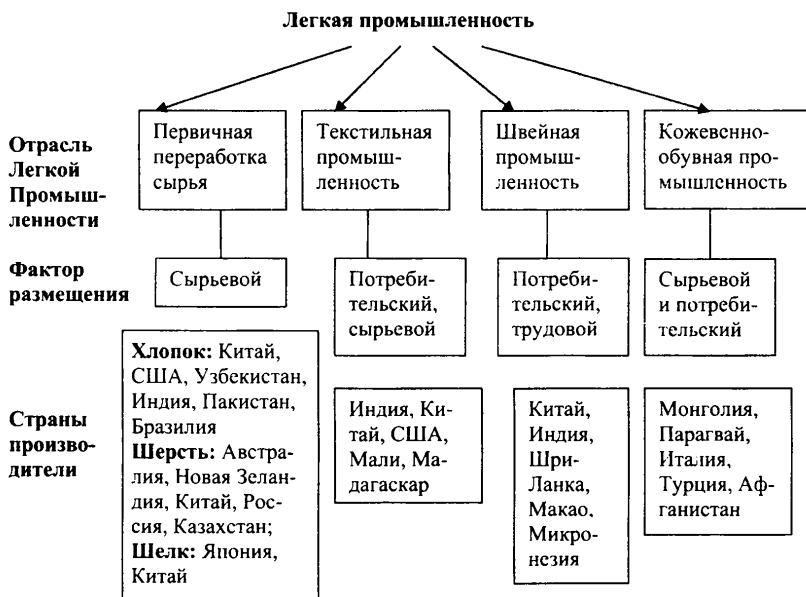 Легкая промышленность
Отрасль
Легкой
Промыш-
ленности
Первичная
переработка
сырья
Текстильная
промыш-
ленность
Швейная
промыш-
ленность
Кожевенно-
обувная про-
мышленность
Фактор
размещения
Сырьевой
Потреби-
тельский,
сырьевой
Потреби-
тельский,
трудовой
Сырьевой
и потреби-
тельский
Страны
произво-
дители
Хлопок: Китай,
США, Узбекистан,
Индия, Пакистан,
Бразилия
Шерсть: Австра-
лия, Новая Зелан-
дия, Китай, Рос-
сия, Казахстан;
Шелк: Япония,
Китай
Индия, Ки-
тай, США,
Мали, Ма-
дагаскар
Китай,
Индия,
Шри-
Ланка,
Макао,
Микро-
незия
Монголия,
Парагвай,
Италия,
Турция, Аф-
ганистан